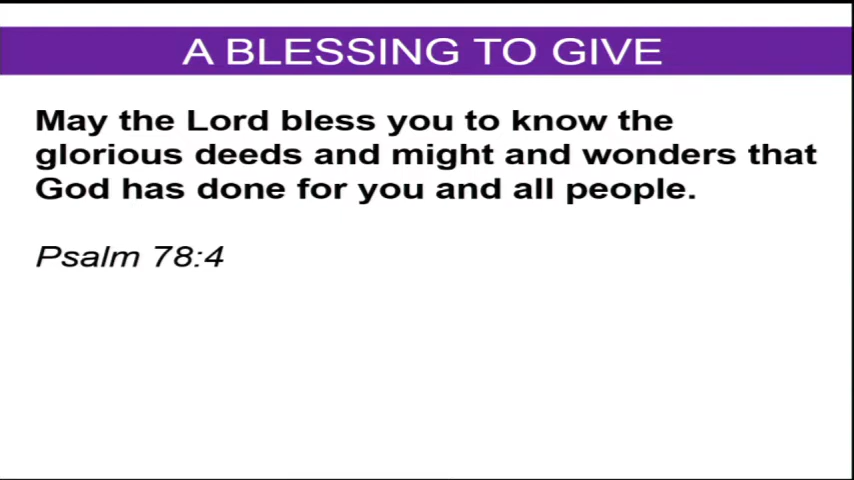 A BLESSING TO GIVE
May the Lord bless you to know the
glorious deeds and might and wonders that
God has done for you and all people.
Psalm 78:4